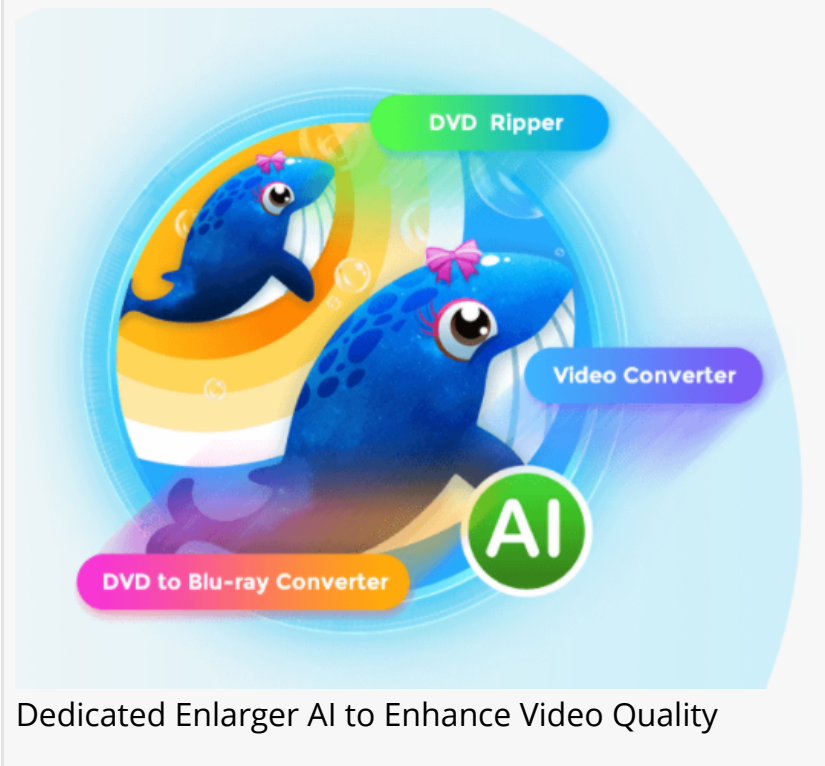 DVD Ripper
Video Converter
AI
DVD to Blu-ray Converter
Dedicated Enlarger AI to Enhance Video Quality